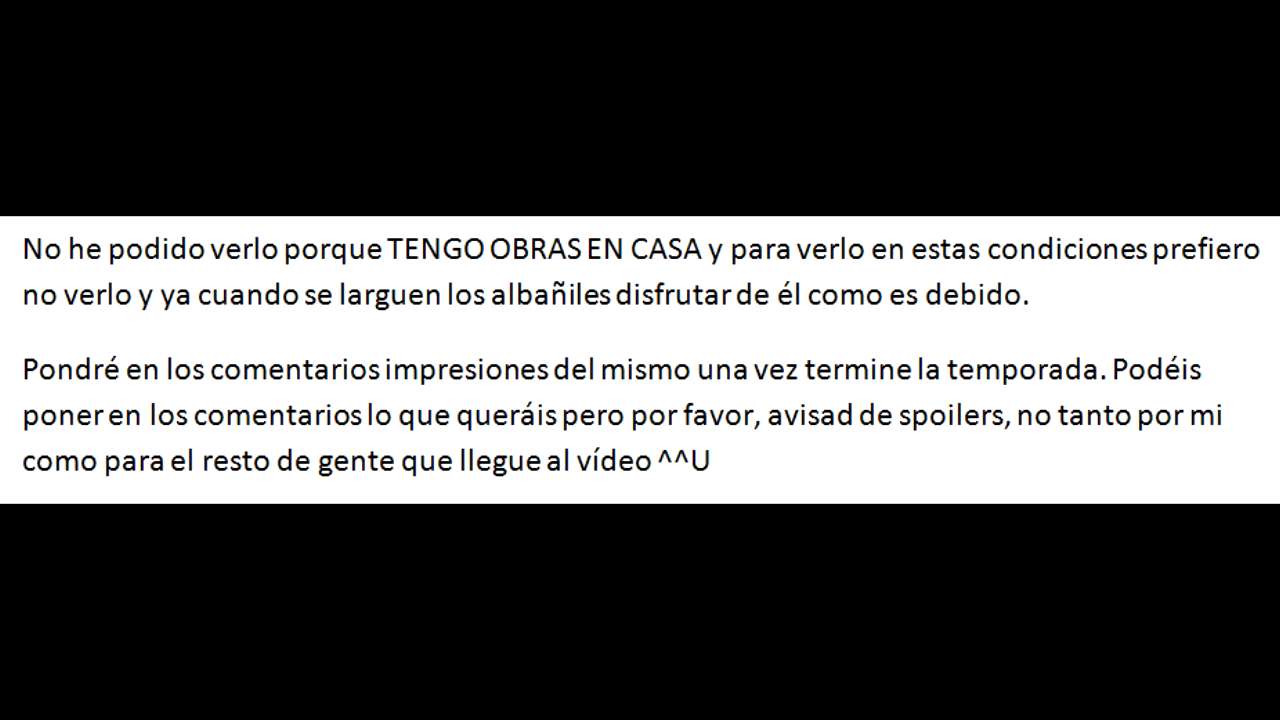 No he podido verlo porque TENGO OBRAS EN CASA y para verlo en estas condiciones prefiero
no verlo y ya cuando se larguen los albañiles disfrutar de él como es debido.
Pondré en los comentarios impresiones del mismo una vez termine la temporada. Podéis
poner en los comentarios lo que queráis pero por favor, avisad de spoilers, no tanto por mi
como para el resto de gente que llegue al vídeo ^^U